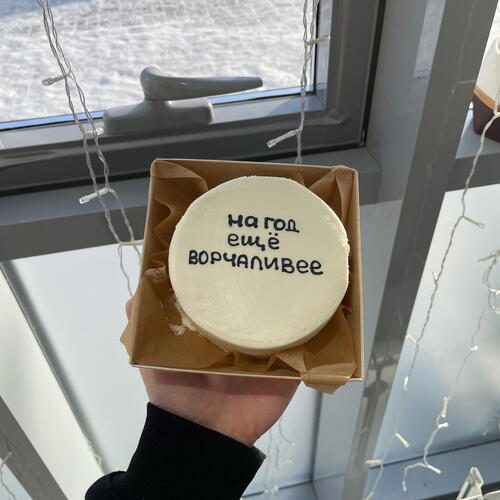 на год
ещё
ворчаливее